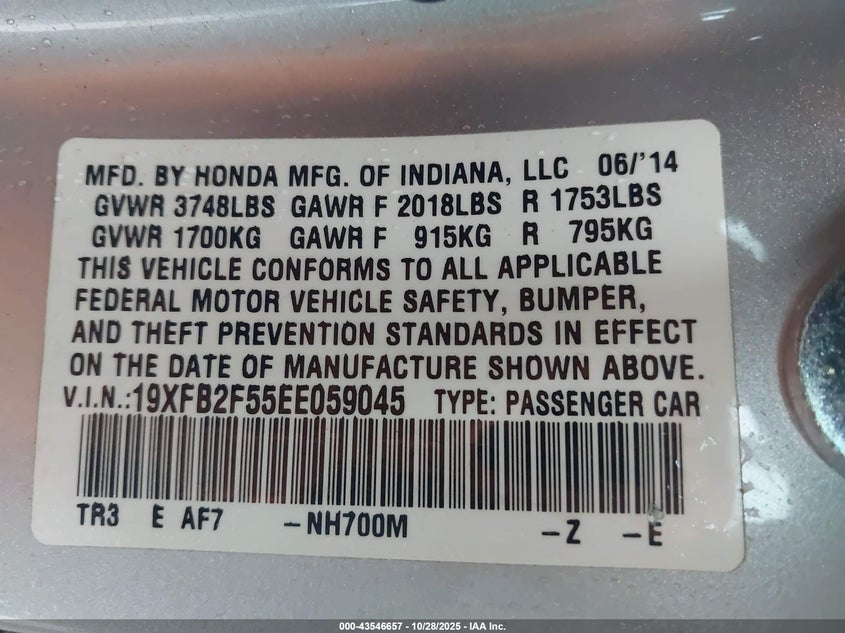 MFD. BY HONDA MFG. OF INDIANA, LLC 06/'14
GVWR 3748LBS GAWR F 2018LBS R 1753LBS
GVWR 1700KG GAWR F 915KG R 795KG
THIS VEHICLE CONFORMS TO ALL APPLICABLE
FEDERAL MOTOR VEHICLE SAFETY, BUMPER,
AND THEFT PREVENTION STANDARDS IN EFFECT
ON THE DATE OF MANUFACTURE SHOWN ABOVE.
V.I.N.:19XFB2F55EE059045 TYPE: PASSENGER CAR
TR3 E AF7 -NH700M -Z -E
000-43546657 - 10/28/2025 - IAA Inc.